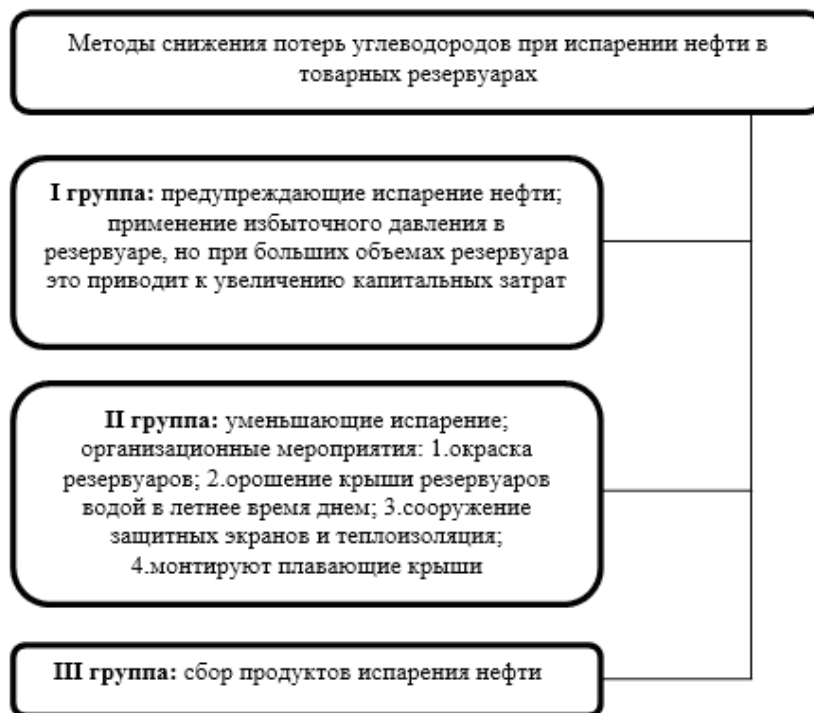 Методы снижения потерь углеводородов при испарении нефти в
товарных резервуарах
I группа: предупреждающие испарение нефти;
применение избыточного давления в
резервуаре, но при больших объемах резервуара
это приводит к увеличению капитальных затрат
II группа: уменьшающие испарение;
организационные мероприятия: 1.окраска
резервуаров; 2.орошение крыши резервуаров
водой в летнее время днем; 3.сооружение
защитных экранов и теплоизоляция;
4.монтируют плавающие крыши
III группа: сбор продуктов испарения нефти